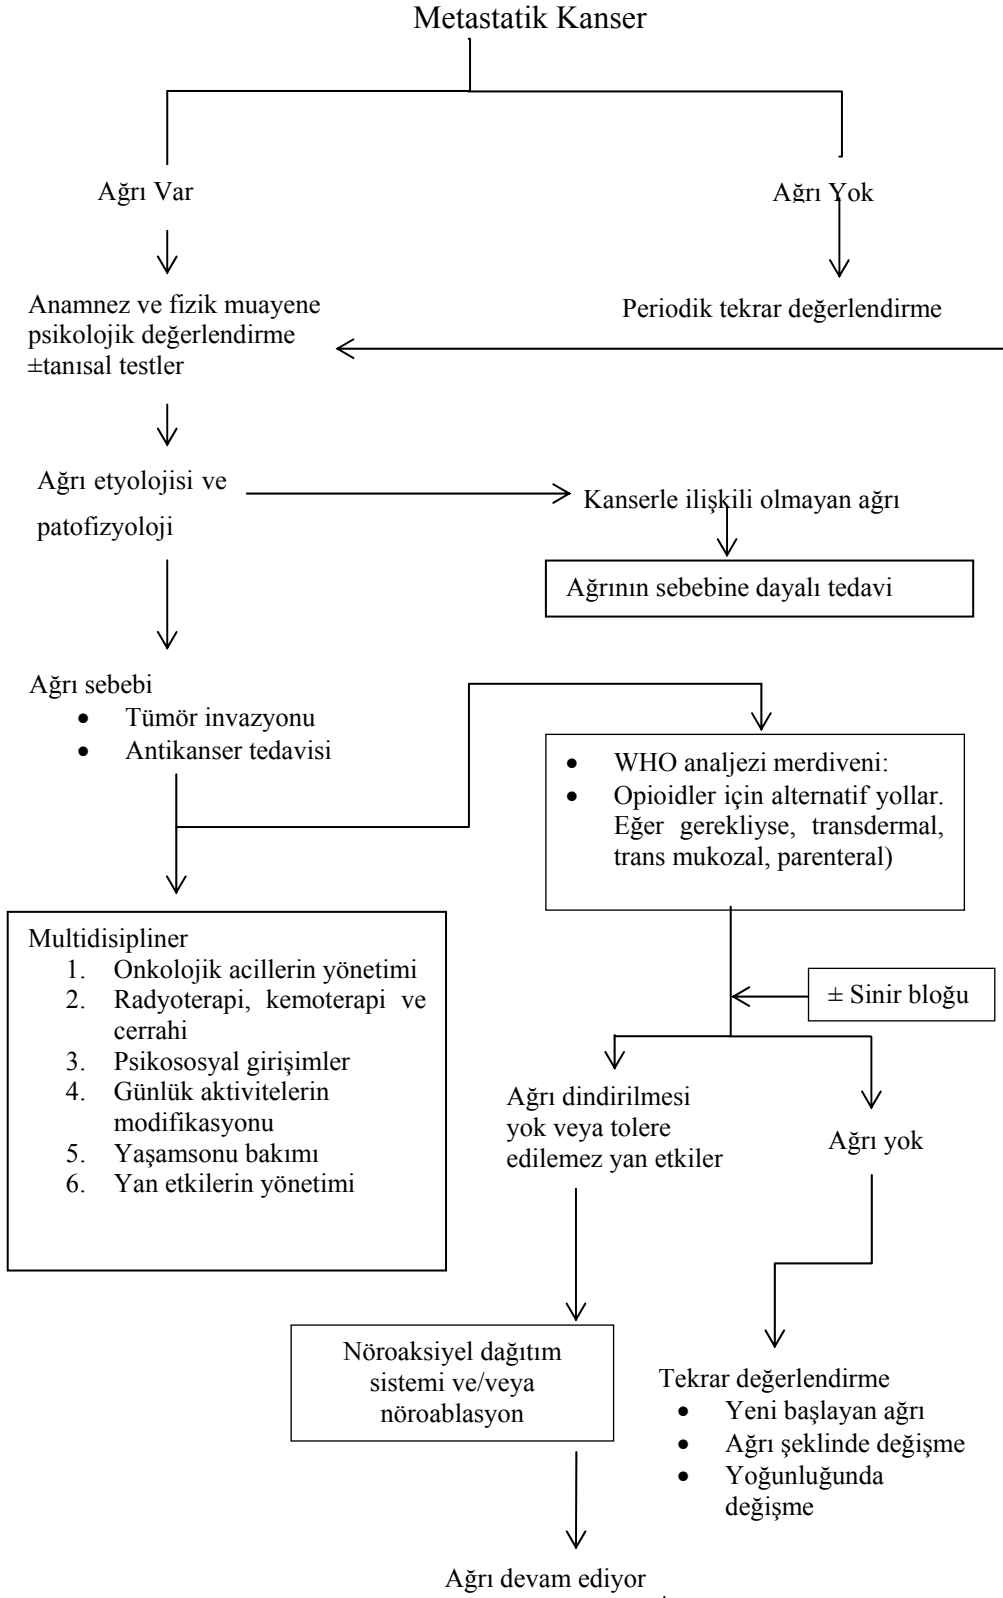 Metastatik Kanser
Ağrı Var
Ağrı Yok
Anamnez ve fizik muayene
psikolojik değerlendirme
±tanısal testler
Periodik tekrar değerlendirme
Ağrı etyolojisi ve
patofizyoloji
Kanserle ilişkili olmayan ağrı
Ağrının sebebine dayalı tedavi
Ağrı sebebi
• Tümör invazyonu
• Antikanser tedavisi
• WHO analjezi merdiveni:
• Opioidler için alternatif yollar.
Eğer gerekliyse, transdermal,
trans mukozal, parenteral)
Multidisipliner
1. Onkolojik acillerin yönetimi
2. Radyoterapi, kemoterapi ve
cerrahi
3. Psikososyal girişimler
4. Günlük aktivitelerin
modifikasyonu
5. Yaşamsonu bakımı
6. Yan etkilerin yönetimi
± Sinir bloğu
Ağrı dindirilmesi
yok veya tolere
edilemez yan etkiler
Ağrı yok
Nöroaksiyel dağıtım
sistemi ve/veya
nöroablasyon
Tekrar değerlendirme
• Yeni başlayan ağrı
• Ağrı şeklinde değişme
• Yoğunluğunda
değişme
Ağrı devam ediyor